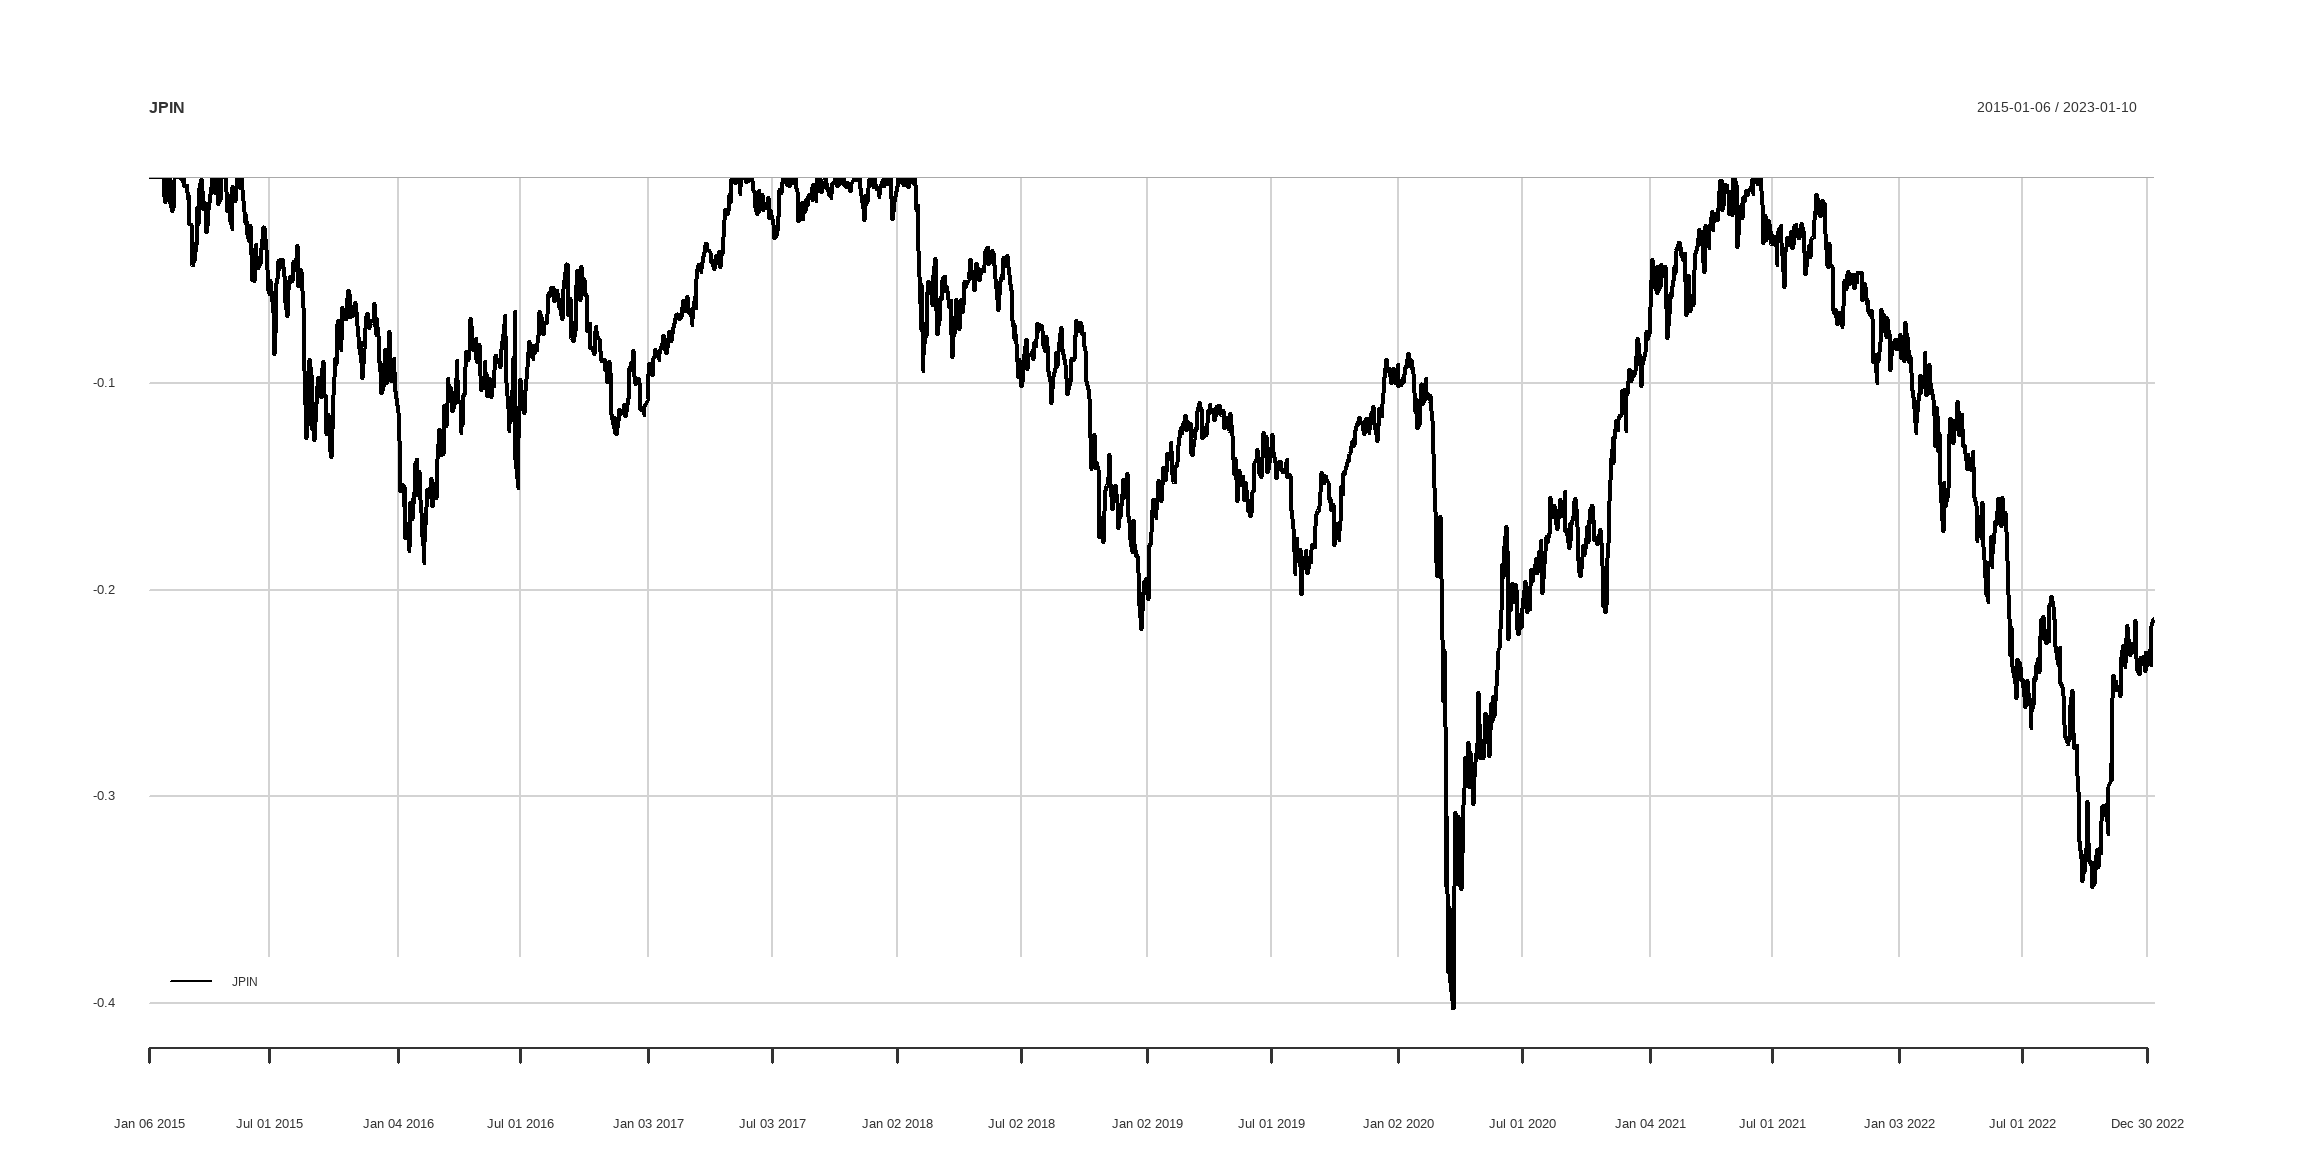 JPIN
2015-01-06 / 2023-01-10
-0.1
-0.2
-0.3
-0.4
JPIN
Jan 06 2015
Jul 01 2015
Jan 04 2016
Jul 01 2016
Jan 03 2017
Jul 03 2017
Jan 02 2018
Jul 02 2018
Jan 02 2019
Jul 01 2019
Jan 02 2020
Jul 01 2020
Jan 04 2021
Jul 01 2021
Jan 03 2022
Jul 01 2022
Dec 30 2022